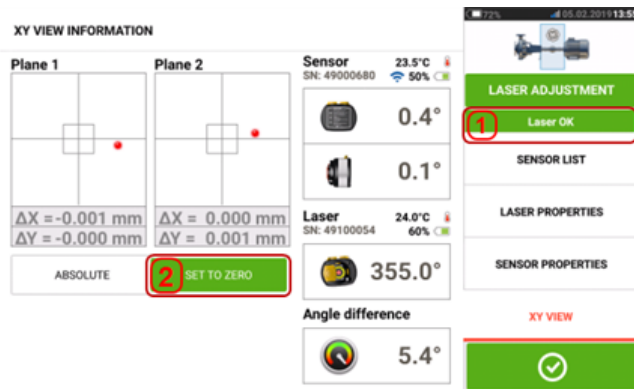 XY VIEW INFORMATION
Plane 1
Plane 2
ΔX =-0.001 mm
ΔY =-0.000 mm
ΔX = 0.000 mm
ΔY = 0.001 mm
ABSOLUTE
2
SET TO ZERO
Sensor
23.5°C
SN: 49000680
50%
0.4°
0.1°
Laser
24.0°C
SN: 49100054
60%
355.0°
Angle difference
5.4°
72%
05.02.2019 13:55
LASER ADJUSTMENT
1
Laser OK
SENSOR LIST
LASER PROPERTIES
SENSOR PROPERTIES
XY VIEW